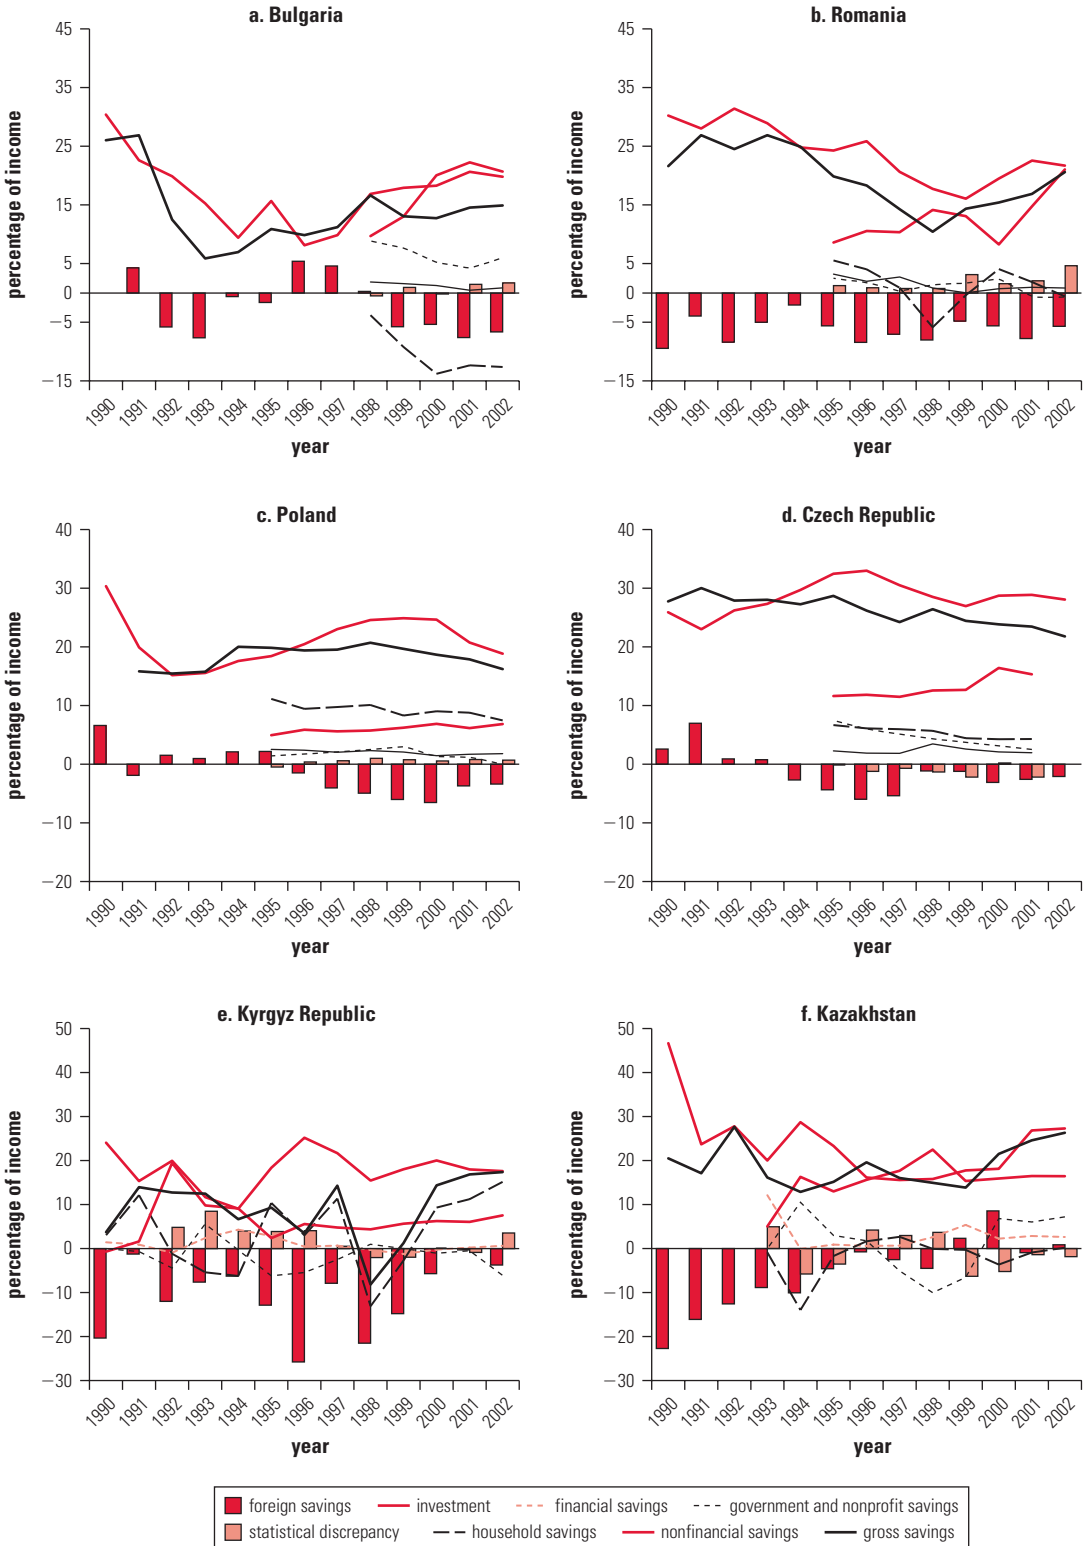 a. Bulgaria
percentage of income
45
35
25
15
5
0
−5
−15
1990 1991 1992 1993 1994 1995 1996 1997 1998 1999 2000 2001 2002
year
b. Romania
percentage of income
45
35
25
15
5
0
−5
−15
1990 1991 1992 1993 1994 1995 1996 1997 1998 1999 2000 2001 2002
year
c. Poland
percentage of income
40
30
20
10
0
−10
−20
1990 1991 1992 1993 1994 1995 1996 1997 1998 1999 2000 2001 2002
year
d. Czech Republic
percentage of income
40
30
20
10
0
−10
−20
1990 1991 1992 1993 1994 1995 1996 1997 1998 1999 2000 2001 2002
year
e. Kyrgyz Republic
percentage of income
50
40
30
20
10
0
−10
−20
−30
1990 1991 1992 1993 1994 1995 1996 1997 1998 1999 2000 2001 2002
year
f. Kazakhstan
percentage of income
50
40
30
20
10
0
−10
−20
−30
1990 1991 1992 1993 1994 1995 1996 1997 1998 1999 2000 2001 2002
year
foreign savings investment financial savings government and nonprofit savings
statistical discrepancy household savings nonfinancial savings gross savings